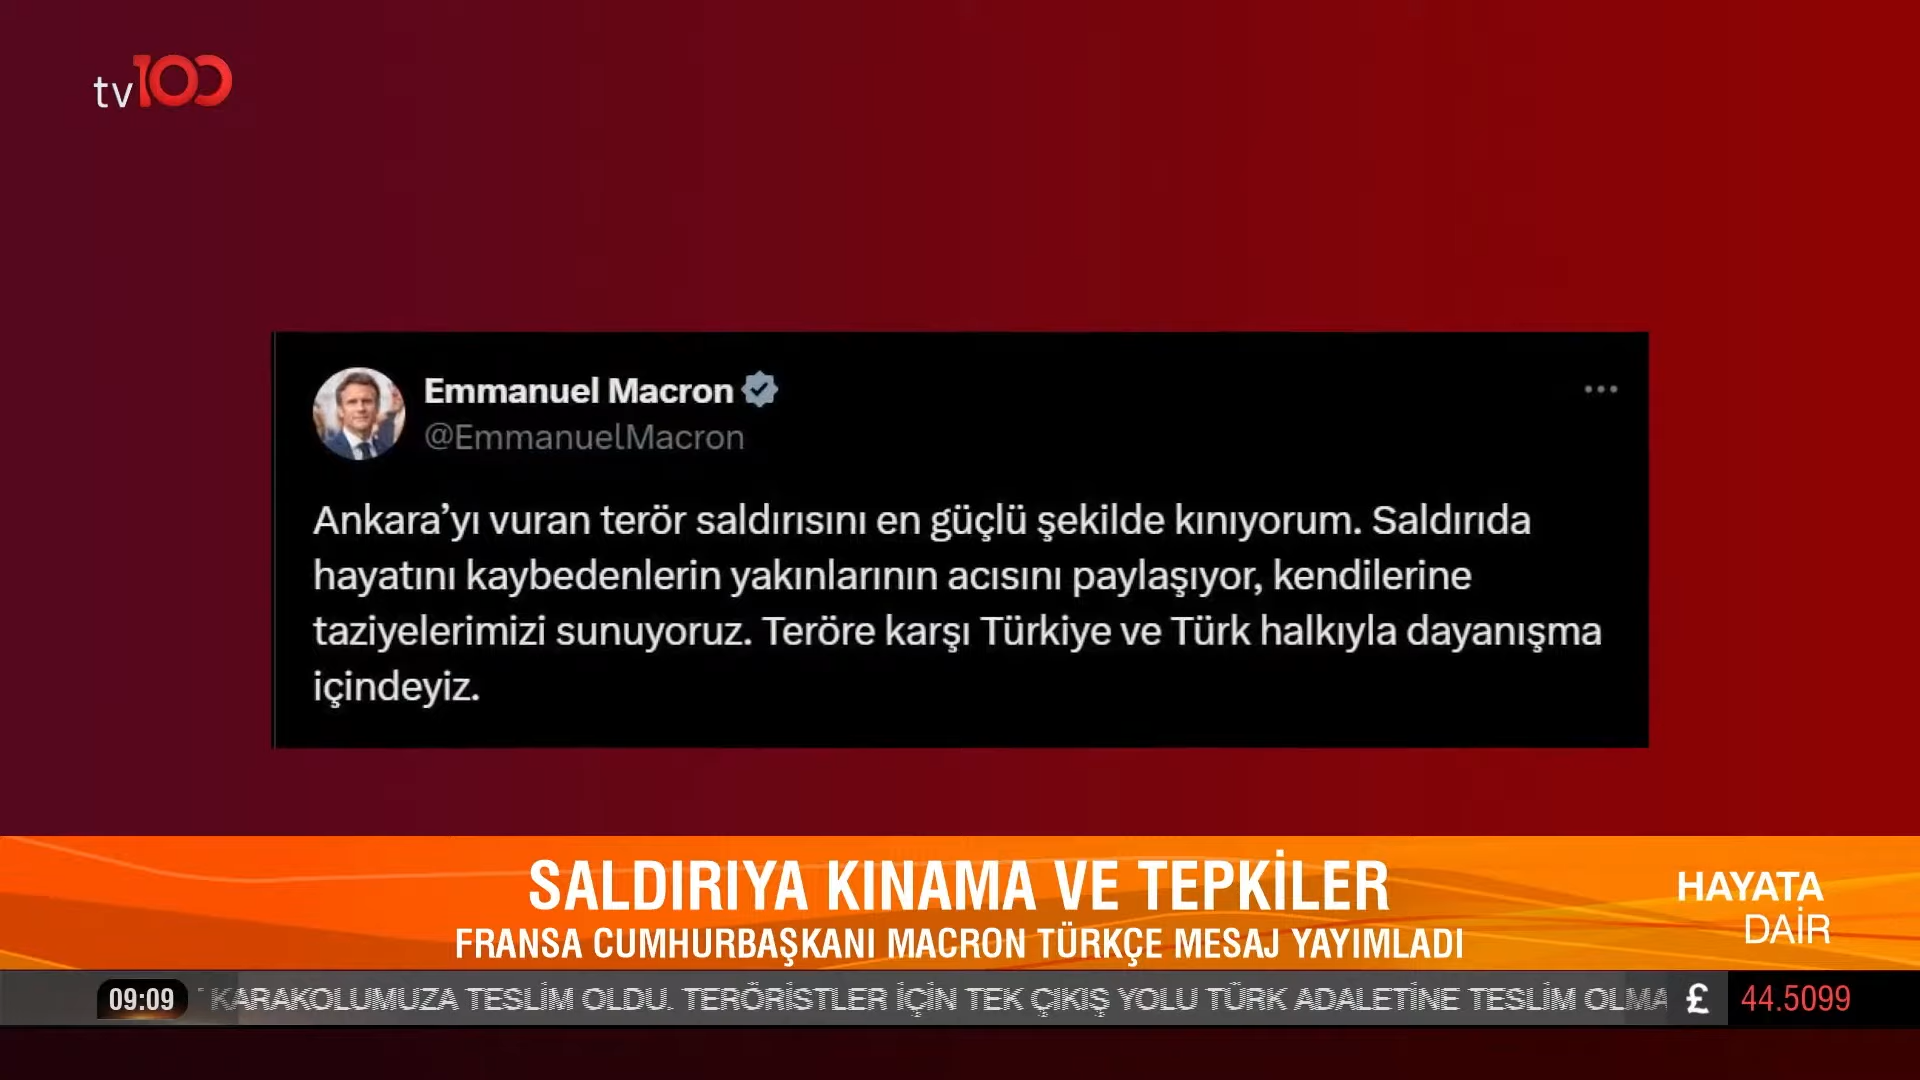 tv100
Emmanuel Macron
@EmmanuelMacron
Ankara’yı vuran terör saldırısını en güçlü şekilde kınıyorum. Saldırıda
hayatını kaybedenlerin yakınlarının acısını paylaşıyor, kendilerine
taziyelerimizi sunuyoruz. Teröre karşı Türkiye ve Türk halkıyla dayanışma
içindeyiz.
SALDIRIYA KINAMA VE TEPKİLER
FRANSA CUMHURBAŞKANI MACRON TÜRKÇE MESAJ YAYIMLADI
HAYATA
DAİR
09:09 KARAKOLUMUZA TESLİM OLDU. TERÖRİSTLER İÇİN TEK ÇIKIŞ YOLU TÜRK ADALETİNE TESLİM OLMA £ 44.5099